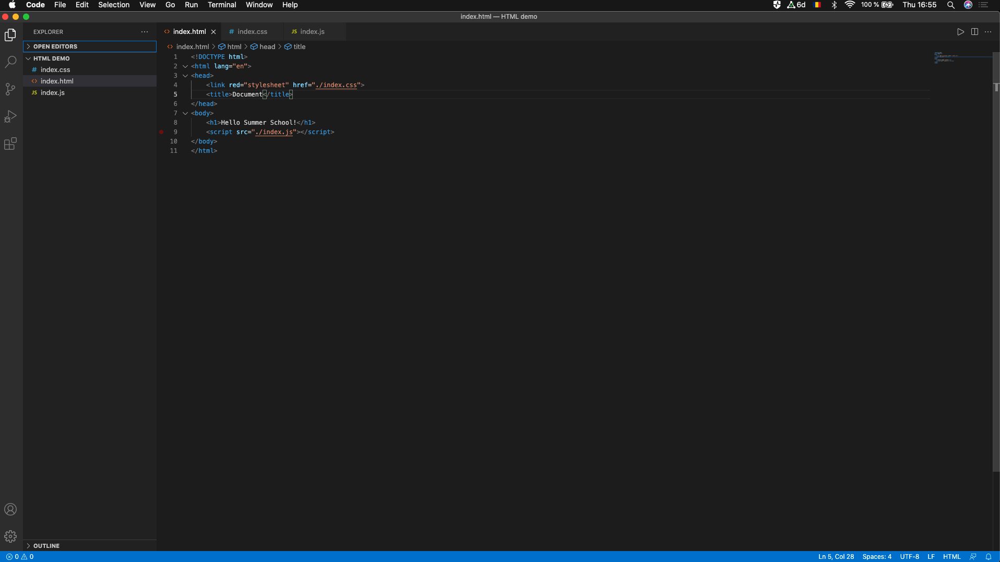 Code File Edit Selection View Go Run Terminal Window Help 6d 100 % Thu 16:55
index.html — HTML demo
EXPLORER
OPEN EDITORS
HTML DEMO
# index.css
<> index.html
JS index.js
OUTLINE
<> index.html # index.css JS index.js
<> index.html > html > head > title
1 <!DOCTYPE html>
2 <html lang="en">
3 <head>
4 <link red="stylesheet" href="./index.css">
5 <title>Document</title>
6 </head>
7 <body>
8 <h1>Hello Summer School!</h1>
9 <script src="./index.js"></script>
10 </body>
11 </html>
0 0 Ln 5, Col 28 Spaces: 4 UTF-8 LF HTML